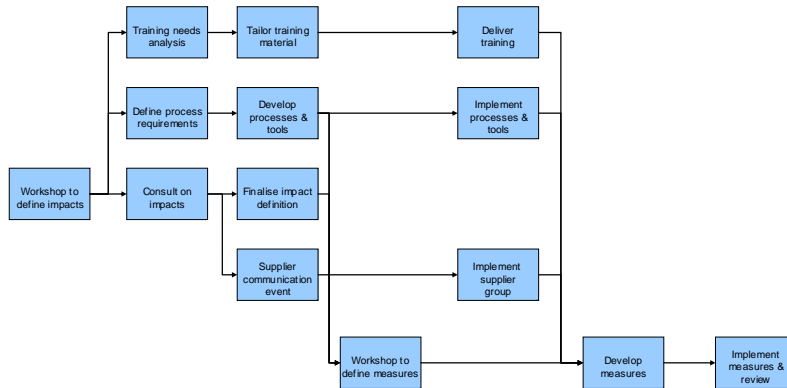 Training needs
analysis
Tailor training
material
Deliver
training
Define process
requirements
Develop
processes &
tools
Implement
processes &
tools
Workshop to
define impacts
Consult on
impacts
Finalise impact
definition
Supplier
communication
event
Implement
supplier
group
Workshop to
define measures
Develop
measures
Implement
measures &
review